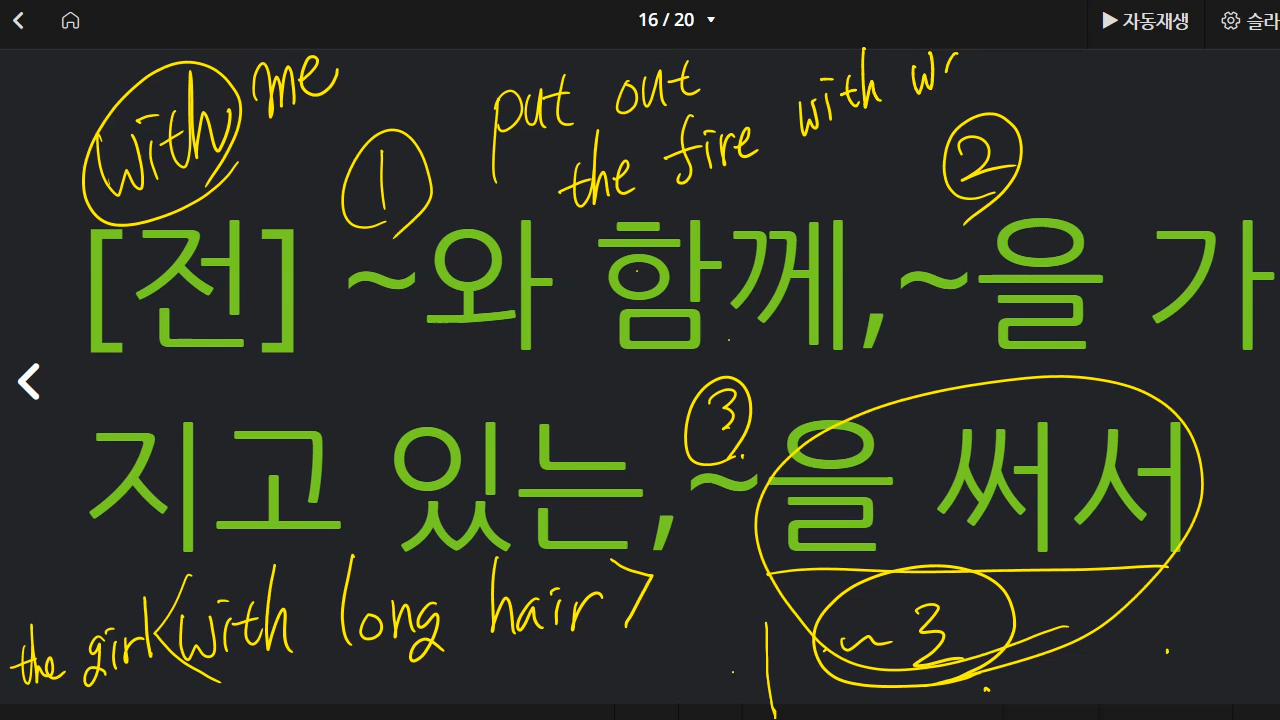 16 / 20
자동재생
슬라
with me
put out
the fire with w
① ②
[전] ~와 함께, ~을 가
③
지고 있는, ~을 써서
the girl <with long hair>
~ 3